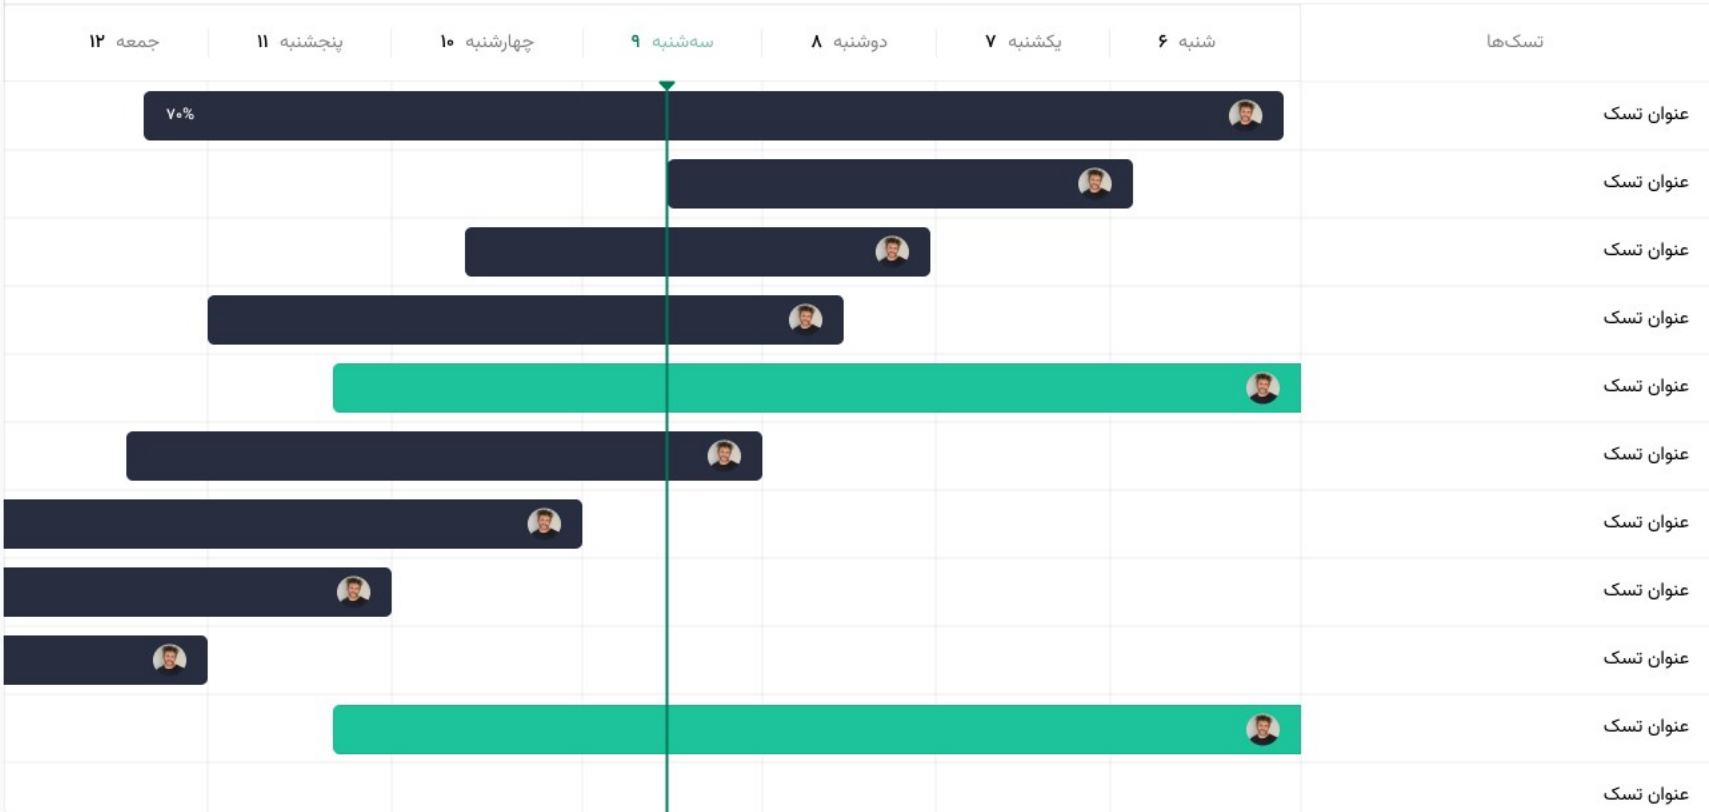 تسک‌ها
شنبه ۶
یکشنبه ۷
دوشنبه ۸
سه‌شنبه ۹
چهارشنبه ۱۰
پنجشنبه ۱۱
جمعه ۱۲
عنوان تسک
۷۰%
عنوان تسک
عنوان تسک
عنوان تسک
عنوان تسک
عنوان تسک
عنوان تسک
عنوان تسک
عنوان تسک
عنوان تسک
عنوان تسک